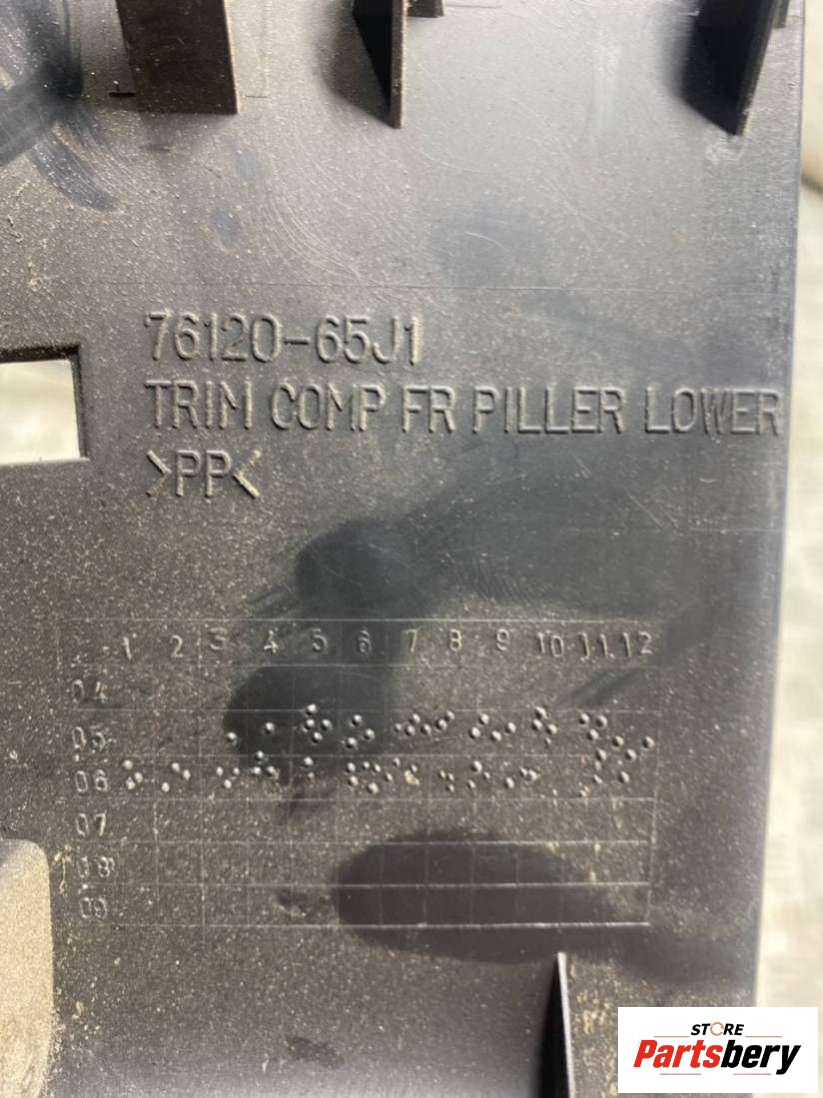 76120-65J1
TRIM COMP FR PILLER LOWER
>PP<
1 2 3 4 5 6 7 8 9 10 11 12
04
05
06
07
08
09
STORE
Partsbery